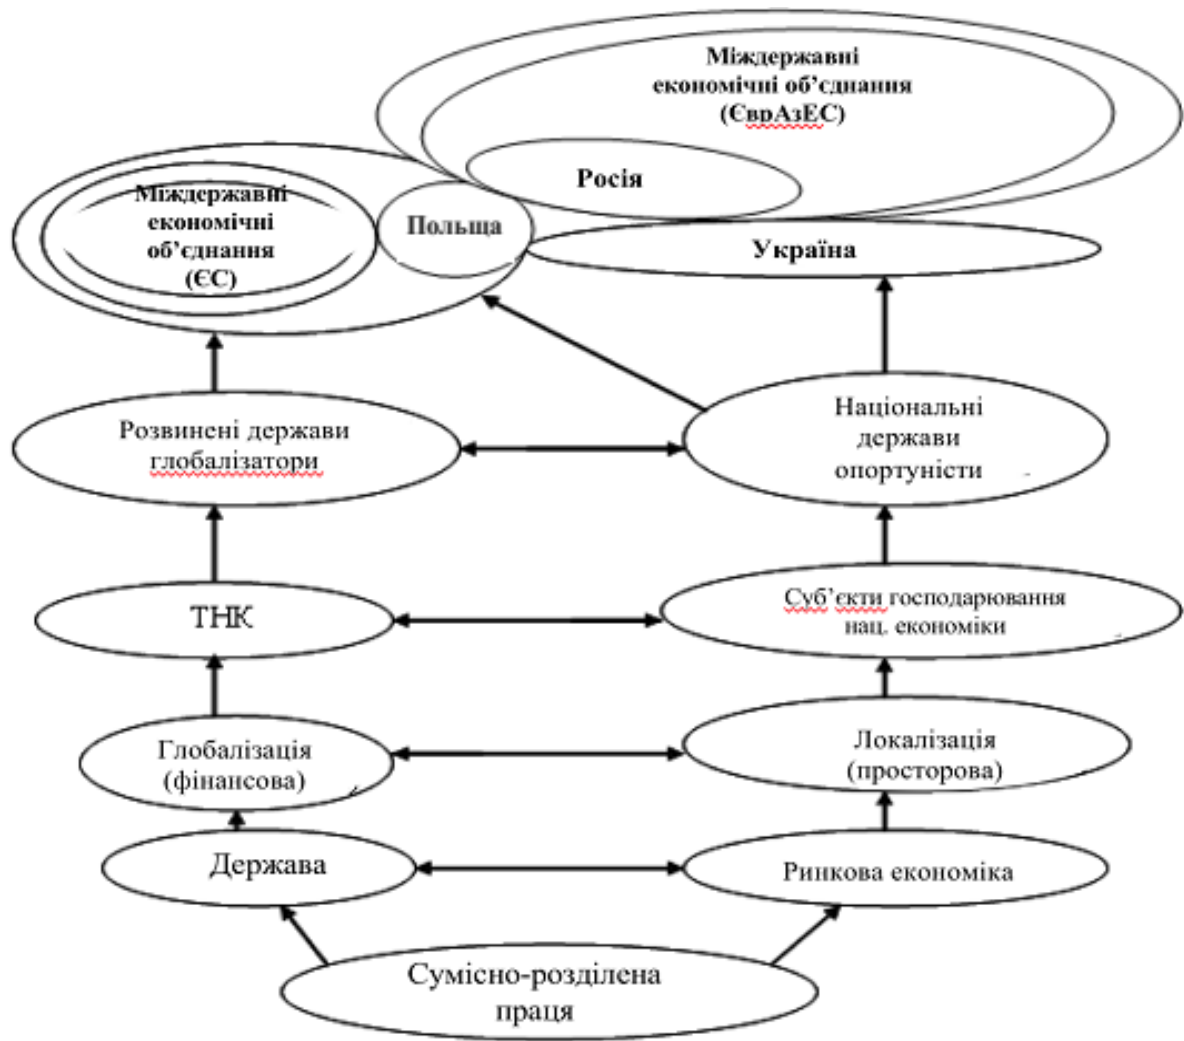 Міждержавні
економічні об’єднання
(ЄврАзЕС)
Росія
Міждержавні
економічні
об’єднання
(ЄС)
Польща
Україна
Розвинені держави
глобалізатори
Національні
держави
опортуністи
ТНК
Суб’єкти господарювання
нац. економіки
Глобалізація
(фінансова)
Локалізація
(просторова)
Держава
Ринкова економіка
Сумісно-розділена
праця